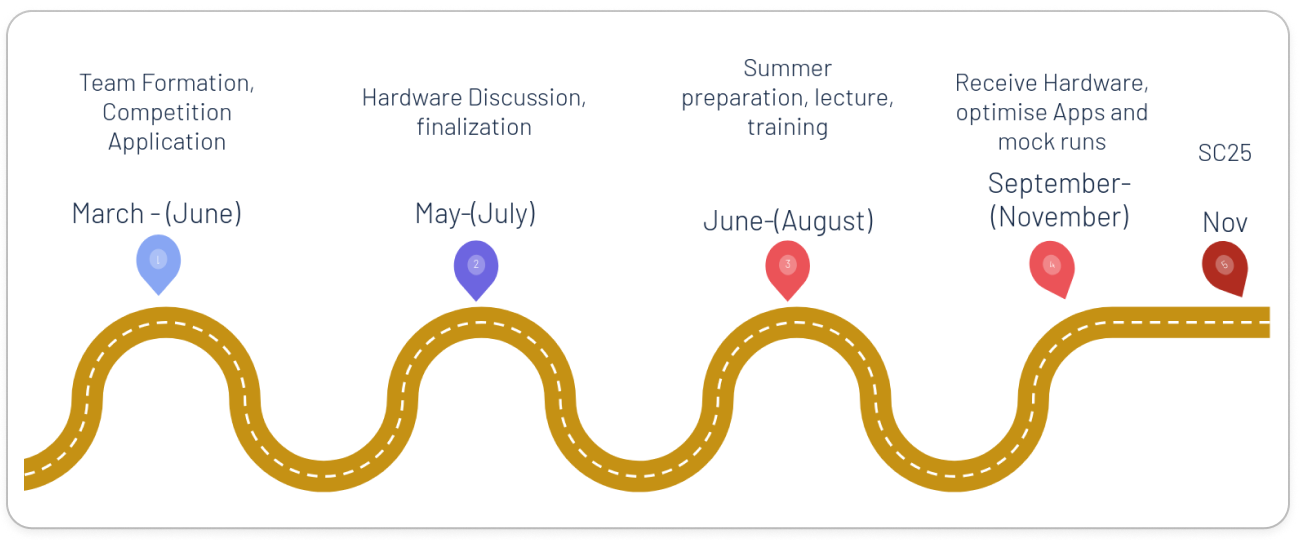 Team Formation,
Competition
Application
March - (June)
1
Hardware Discussion,
finalization
May-(July)
2
Summer
preparation, lecture,
training
June-(August)
3
Receive Hardware,
optimise Apps and
mock runs
September-
(November)
4
SC25
Nov